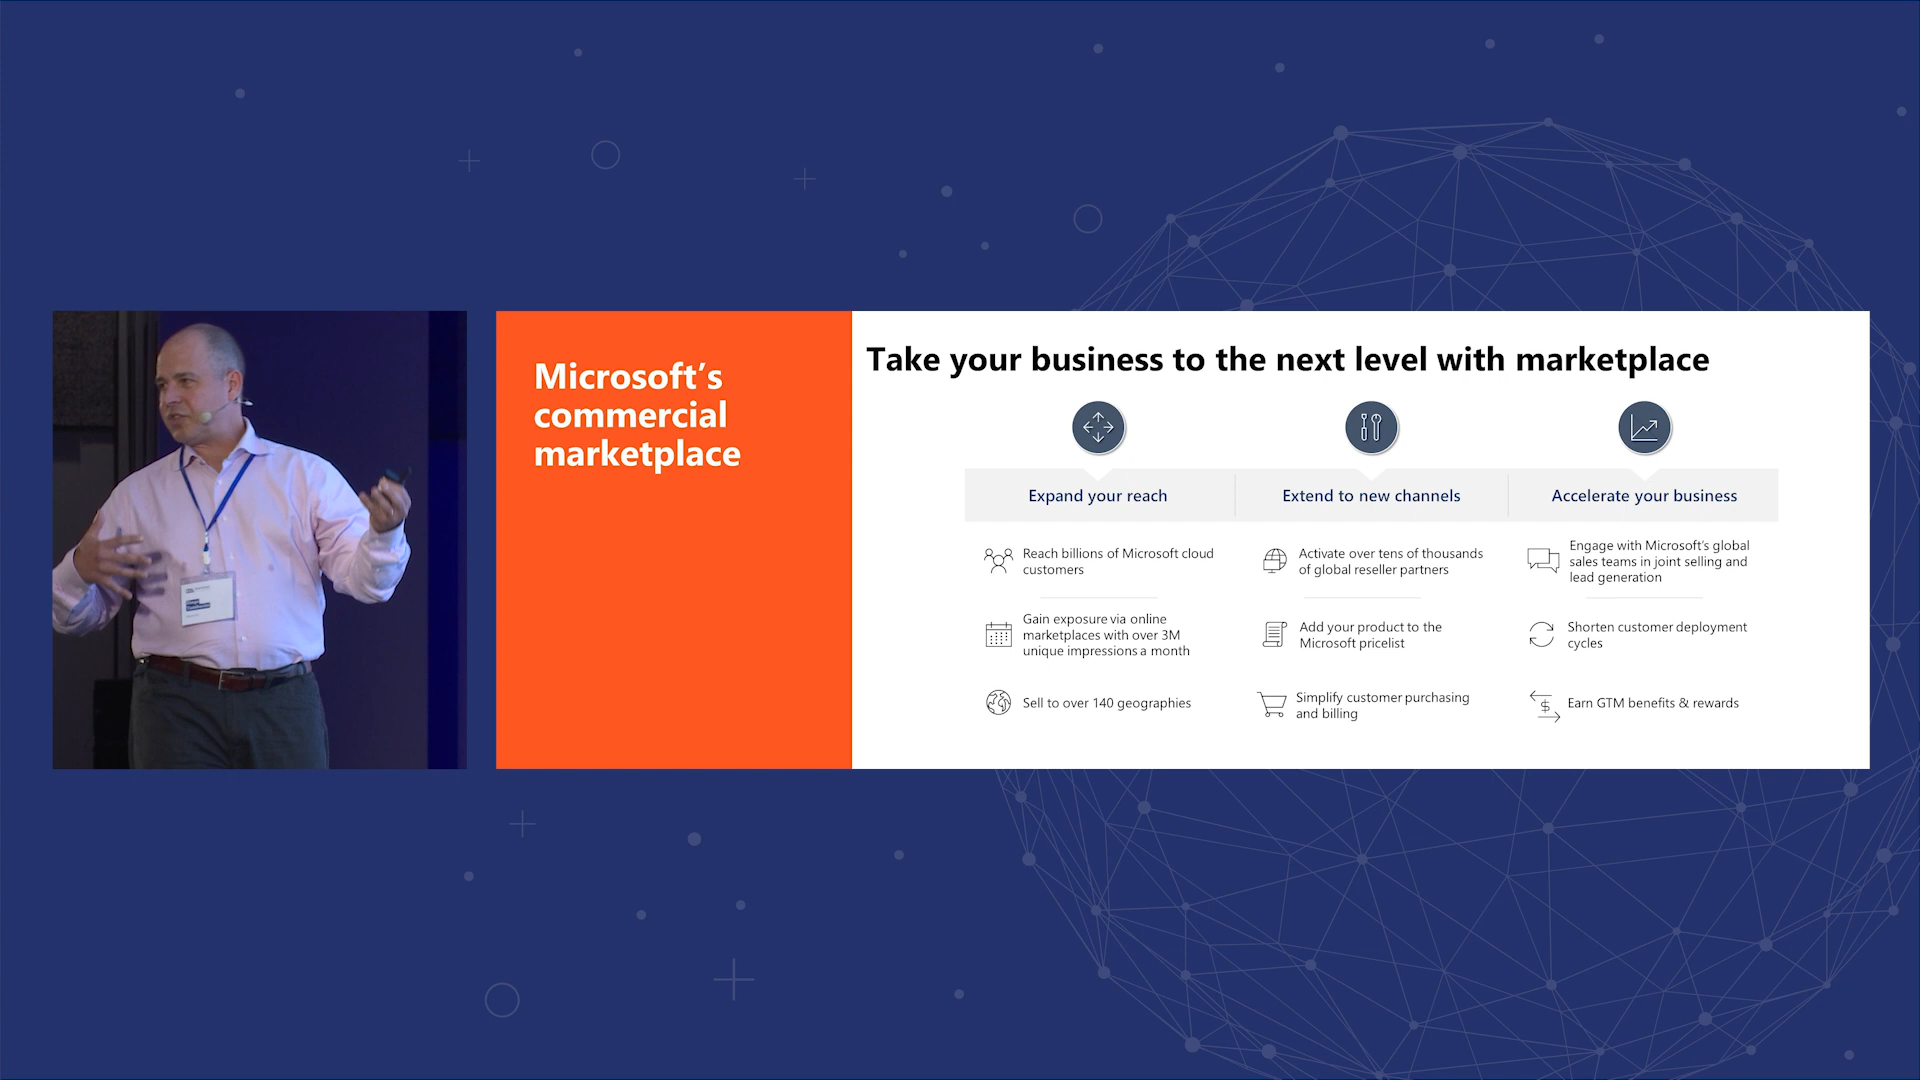 Microsoft's
commercial
marketplace
Take your business to the next level with marketplace
Expand your reach
Reach billions of Microsoft cloud
customers
Gain exposure via online
marketplaces with over 3M
unique impressions a month
Sell to over 140 geographies
Extend to new channels
Activate over tens of thousands
of global reseller partners
Add your product to the
Microsoft pricelist
Simplify customer purchasing
and billing
Accelerate your business
Engage with Microsoft's global
sales teams in joint selling and
lead generation
Shorten customer deployment
cycles
Earn GTM benefits & rewards